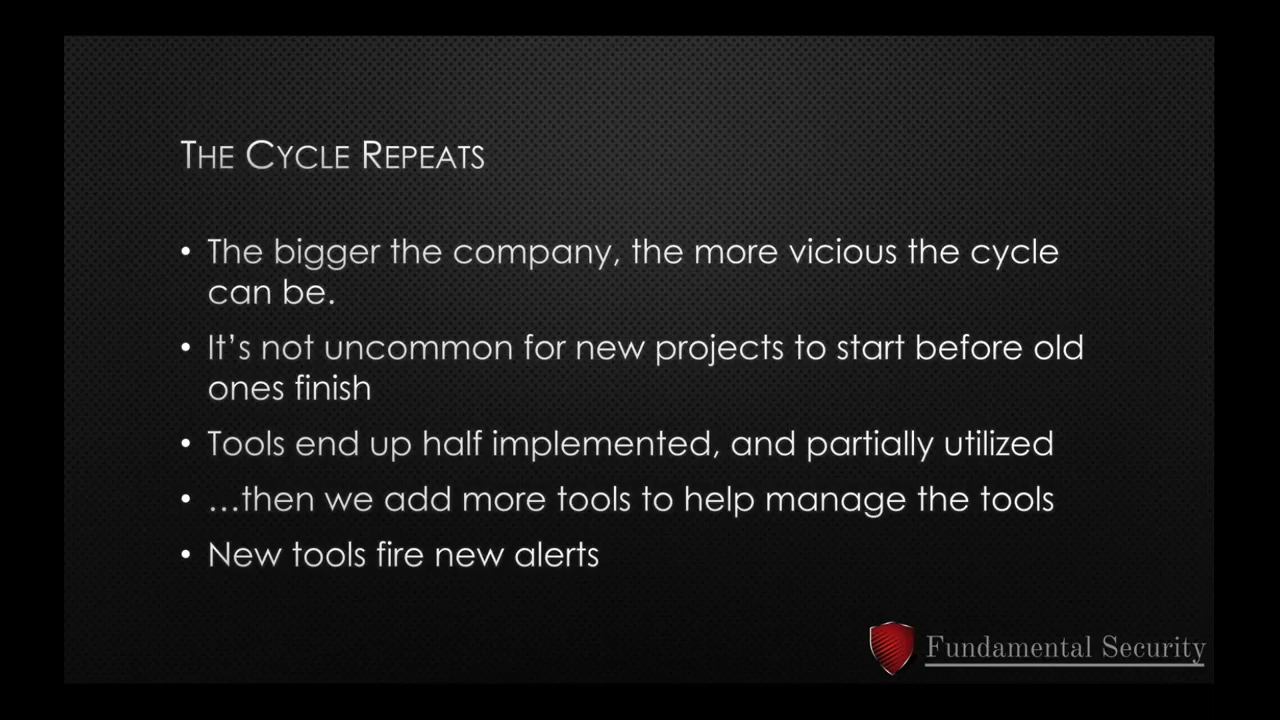 The Cycle Repeats
• The bigger the company, the more vicious the cycle
can be.
• It’s not uncommon for new projects to start before old
ones finish
• Tools end up half implemented, and partially utilized
• …then we add more tools to help manage the tools
• New tools fire new alerts
Fundamental Security